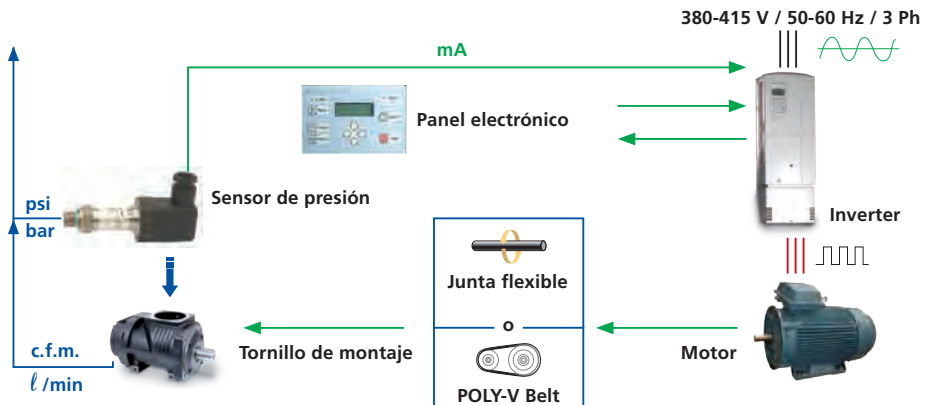 380-415 V / 50-60 Hz / 3 Ph
mA
Panel electrónico
Sensor de presión
psi
bar
Inverter
Junta flexible
o
POLY-V Belt
Tornillo de montaje
Motor
c.f.m.
ℓ /min